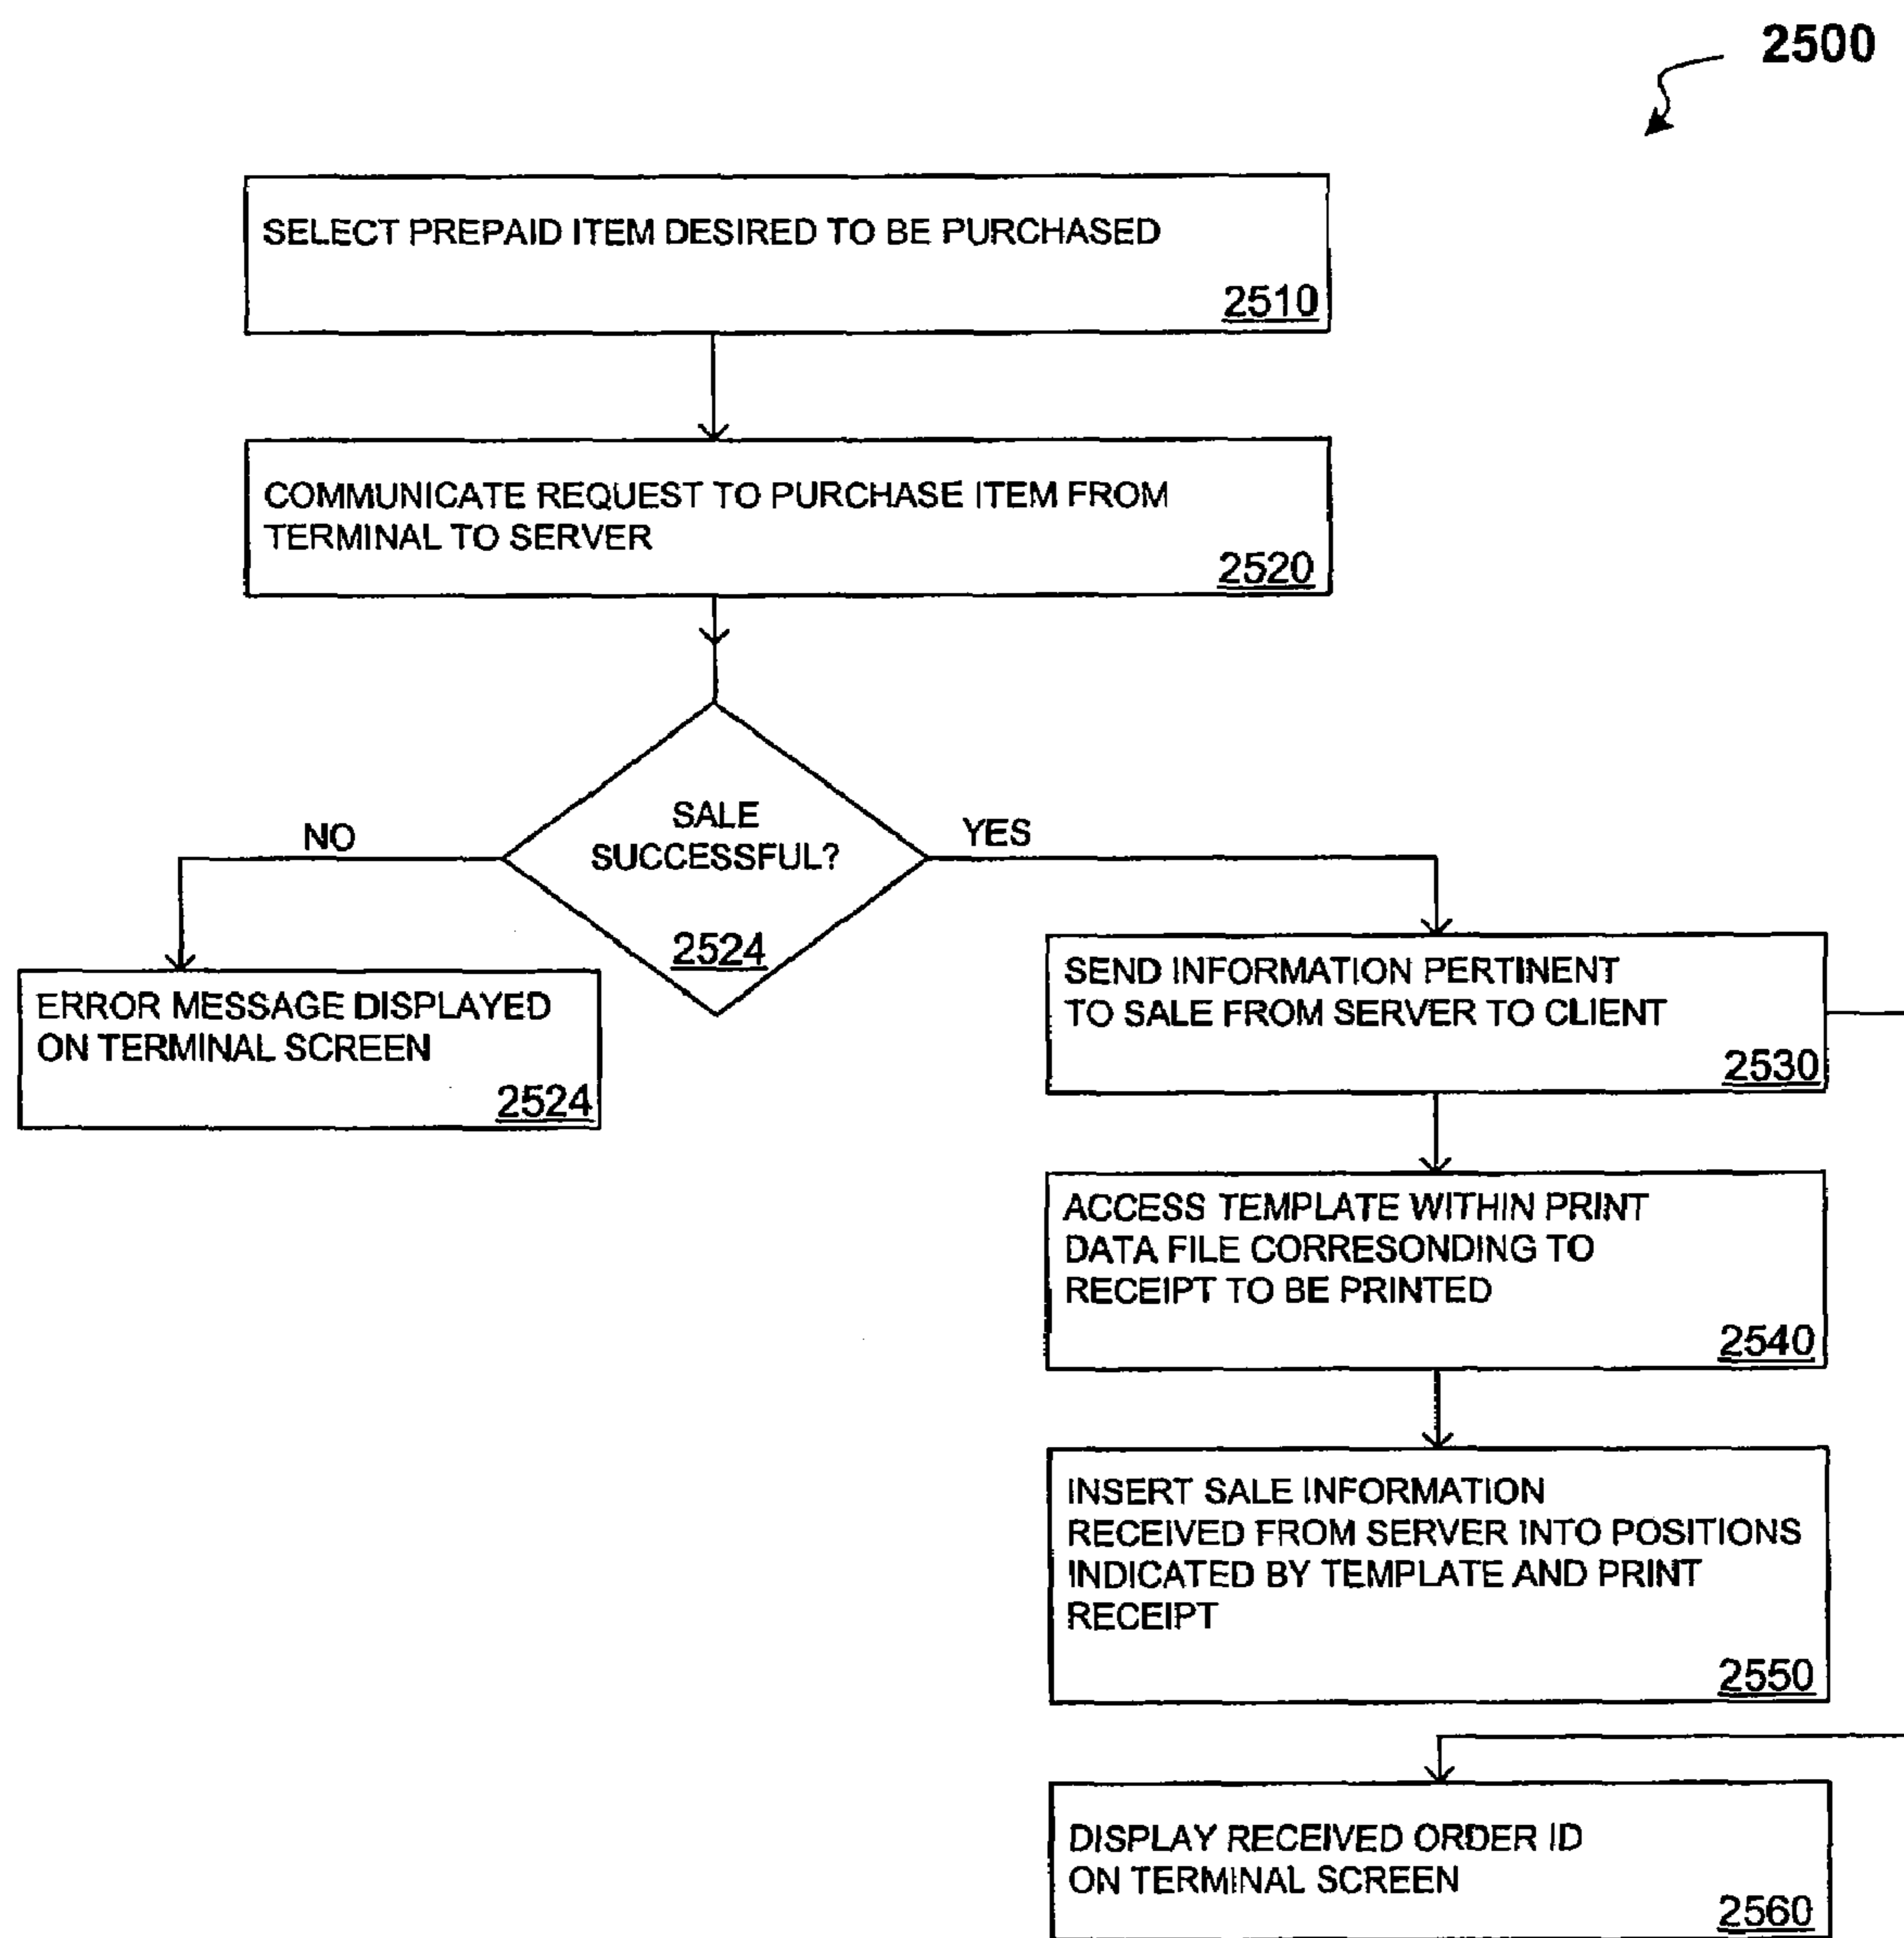 2500
SELECT PREPAID ITEM DESIRED TO BE PURCHASED
2510
COMMUNICATE REQUEST TO PURCHASE ITEM FROM
TERMINAL TO SERVER
2520
SALE
SUCCESSFUL?
2524
NO
YES
ERROR MESSAGE DISPLAYED
ON TERMINAL SCREEN
2524
SEND INFORMATION PERTINENT
TO SALE FROM SERVER TO CLIENT
2530
ACCESS TEMPLATE WITHIN PRINT
DATA FILE CORRESONDING TO
RECEIPT TO BE PRINTED
2540
INSERT SALE INFORMATION
RECEIVED FROM SERVER INTO POSITIONS
INDICATED BY TEMPLATE AND PRINT
RECEIPT
2550
DISPLAY RECEIVED ORDER ID
ON TERMINAL SCREEN
2560